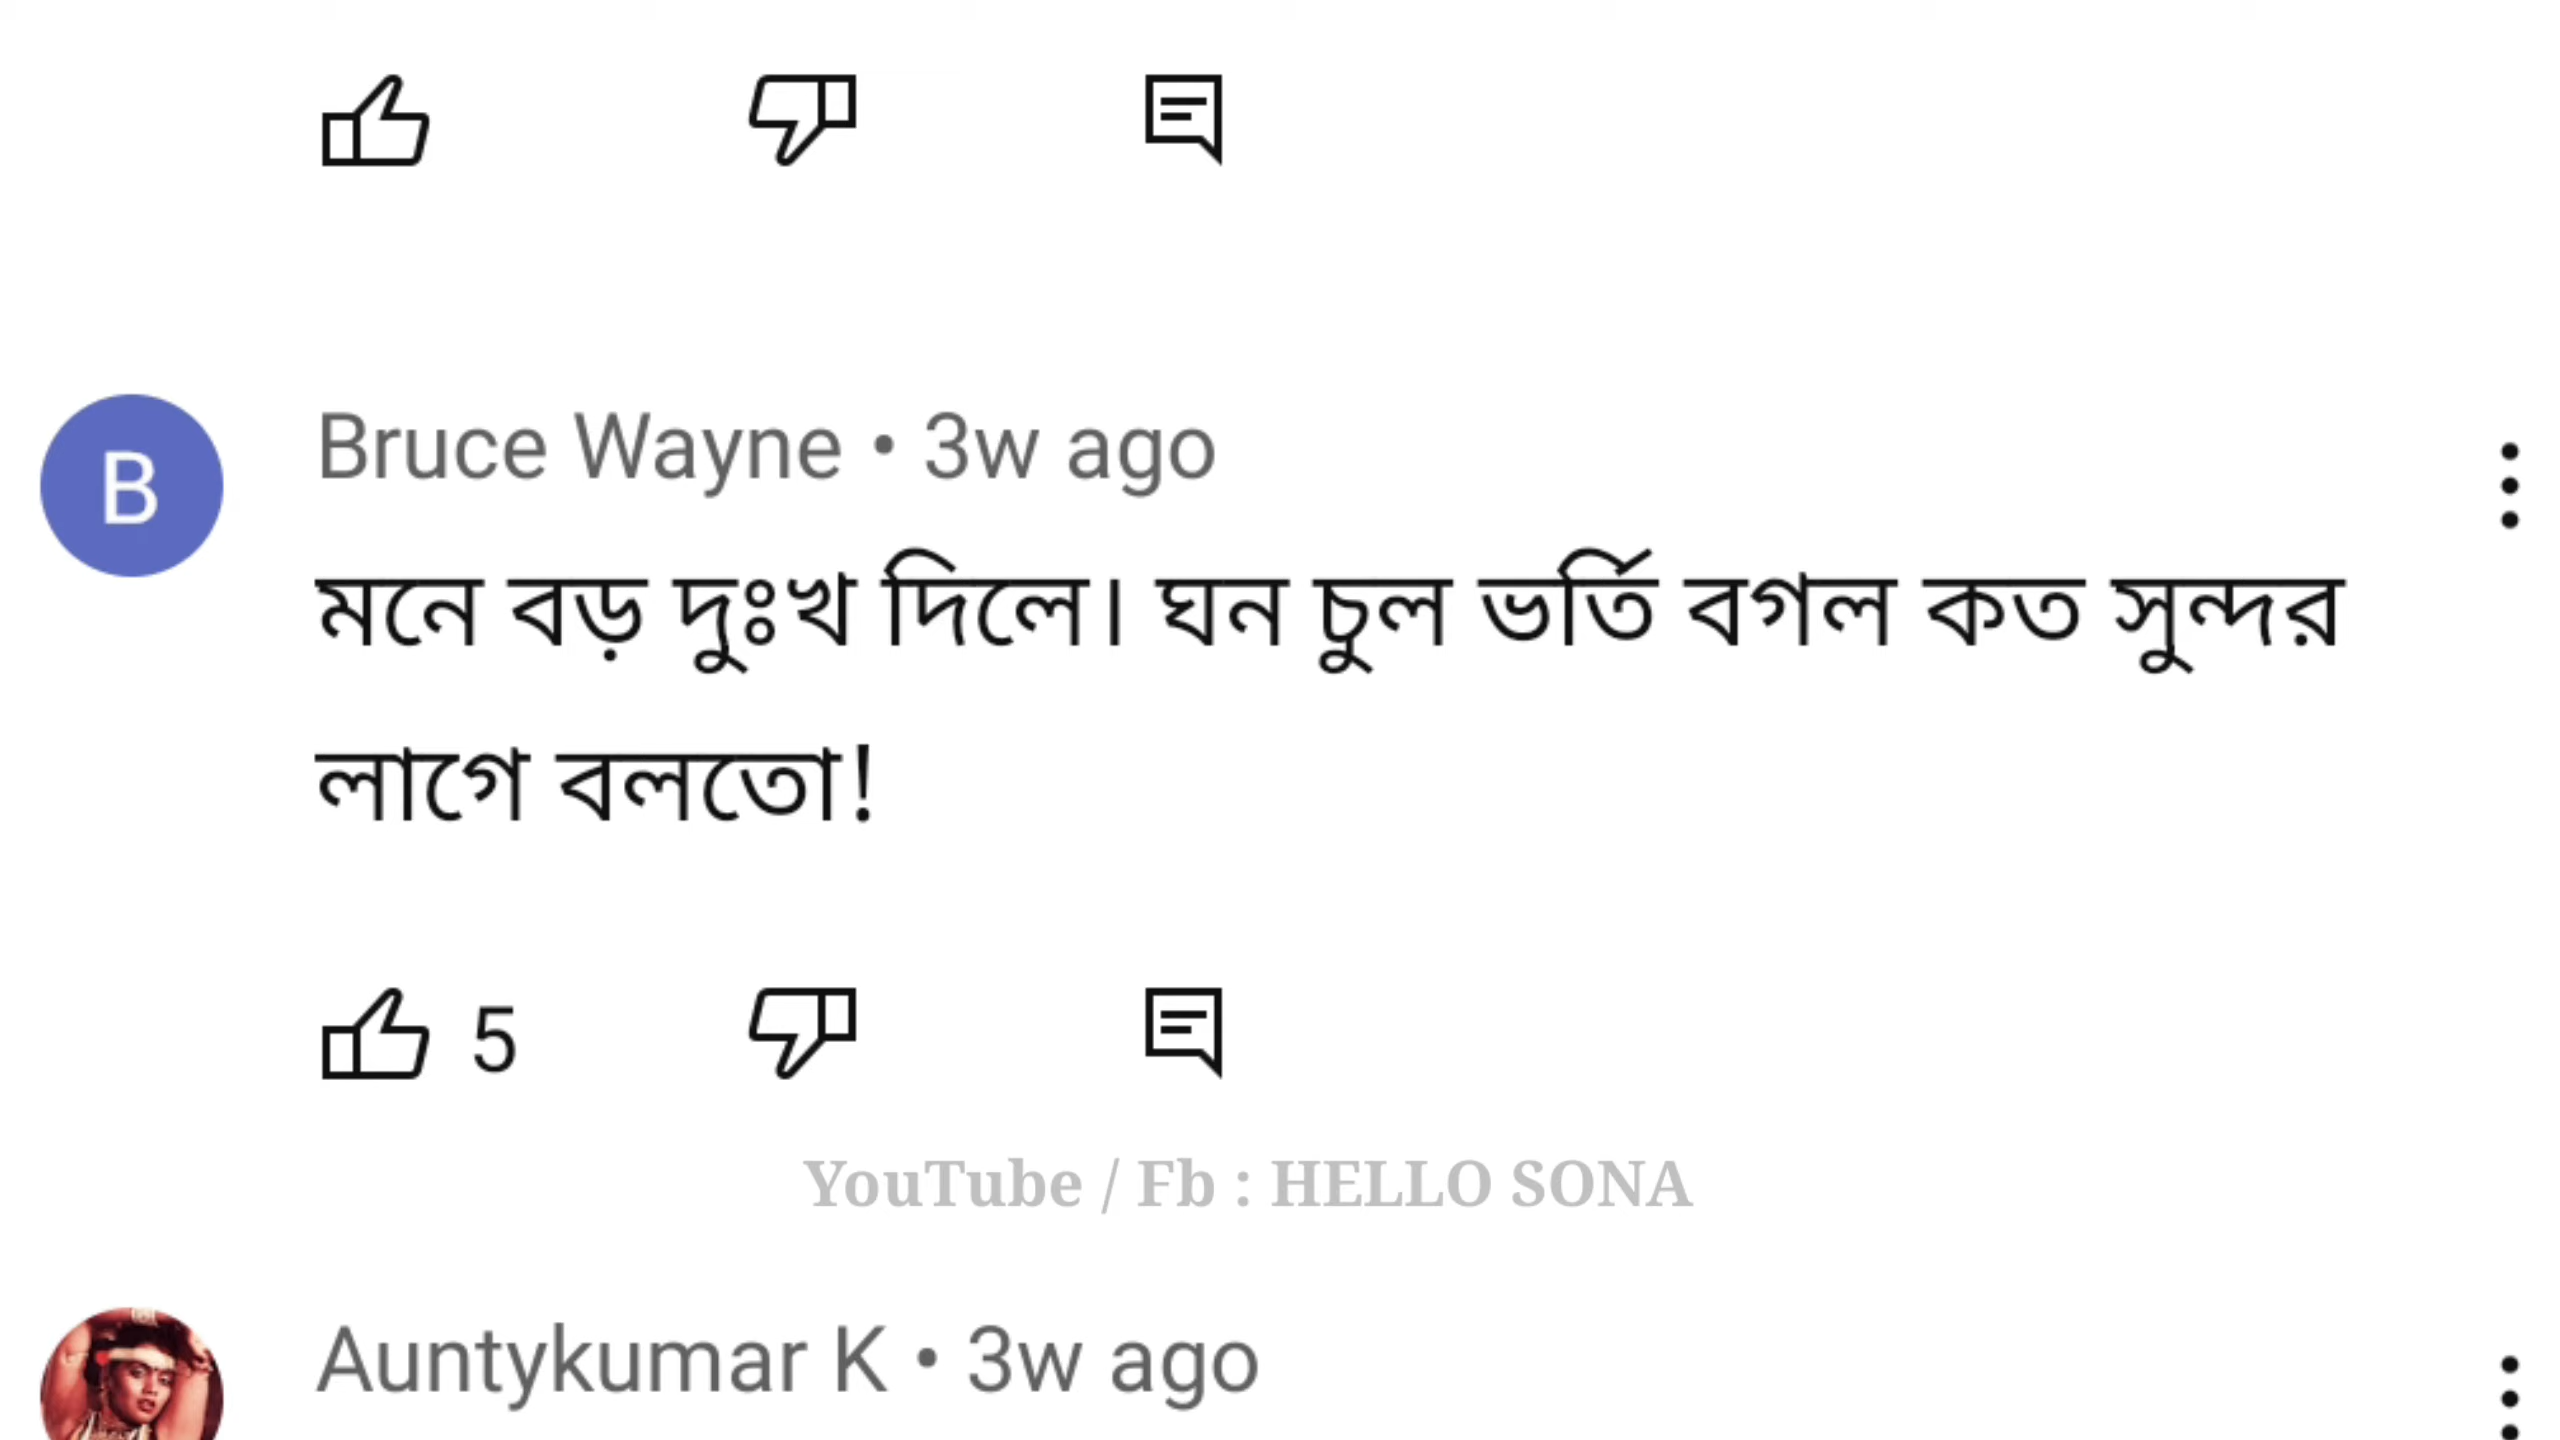 B
Bruce Wayne • 3w ago
মনে বড় দুঃখ দিলে। ঘন চুল ভর্তি বগল কত সুন্দর
লাগে বলতো!
5
YouTube / Fb : HELLO SONA
Auntykumar K • 3w ago